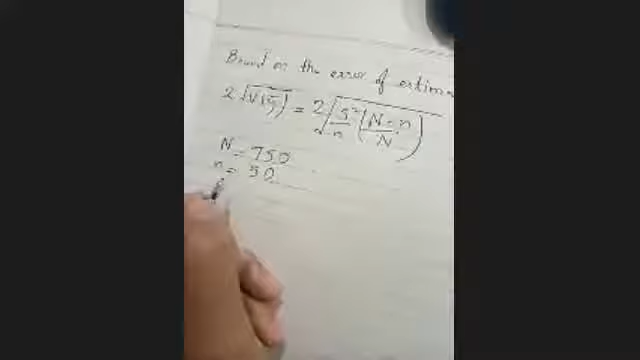 Bound on the error of estima
2 √V(ȳ) = 2 √S²/n (N-n/N)
N = 750
n = 50